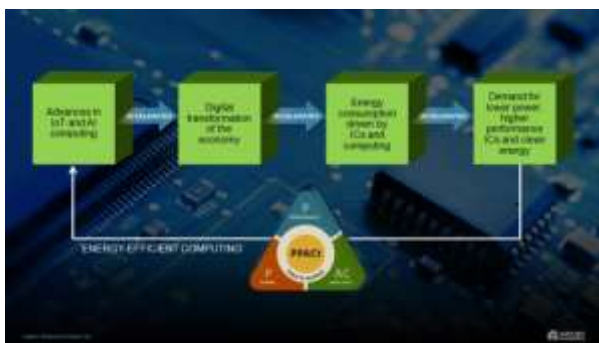 Advances in
IoT and AI
computing
Digital
transformation
of the
economy
Energy
consumption
driven by
ICs and
computing
Demand for
lower power,
higher
performance
ICs and clean
energy
ENERGY-EFFICIENT COMPUTING
PPACt
P
P
AC